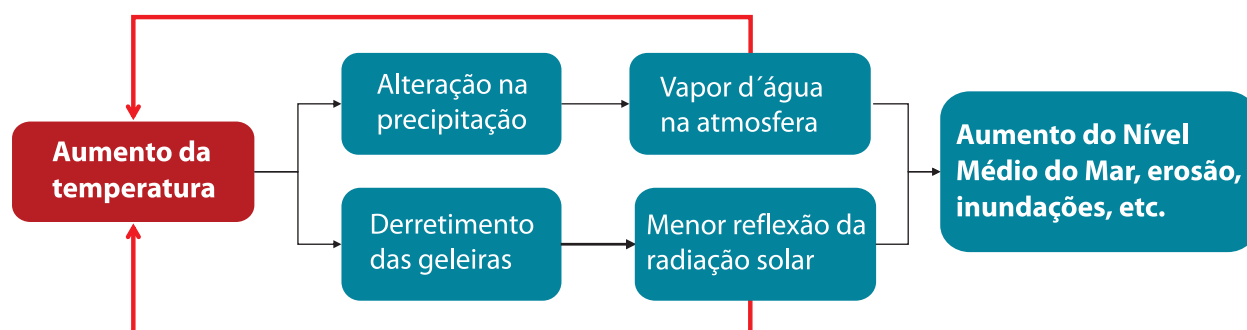 Aumento da
temperatura
Alteração na
precipitação
Vapor d´água
na atmosfera
Derretimento
das geleiras
Menor reflexão da
radiação solar
Aumento do Nível
Médio do Mar, erosão,
inundações, etc.